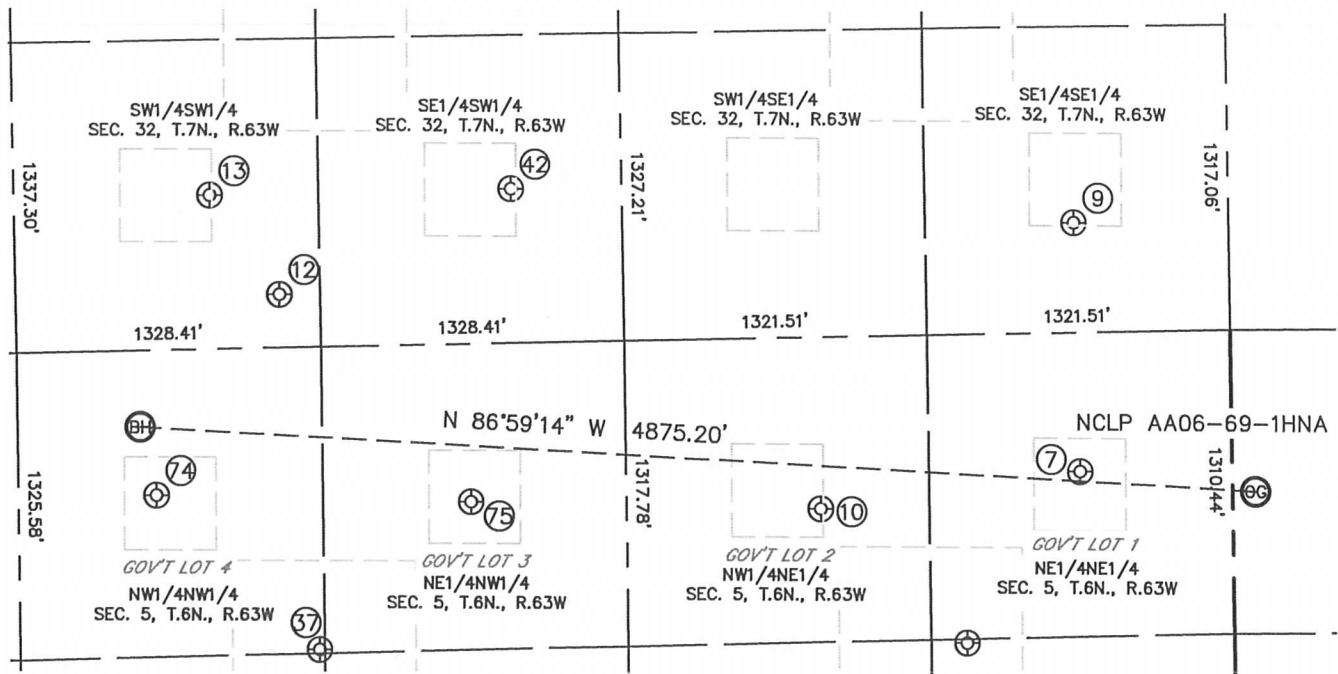 SW1/4SW1/4
SEC. 32, T.7N., R.63W
SE1/4SW1/4
SEC. 32, T.7N., R.63W
SW1/4SE1/4
SEC. 32, T.7N., R.63W
SE1/4SE1/4
SEC. 32, T.7N., R.63W
1337.30'
13
42
1327.21'
9
1317.06'
12
1328.41'
1328.41'
1321.51'
1321.51'
BH
N 86°59'14" W
4875.20'
NCLP AA06-69-1HNA
74
75
10
7
OG
1325.58'
1317.78'
1310.44'
GOV'T LOT 4
NW1/4NW1/4
SEC. 5, T.6N., R.63W
GOV'T LOT 3
NE1/4NW1/4
SEC. 5, T.6N., R.63W
GOV'T LOT 2
NW1/4NE1/4
SEC. 5, T.6N., R.63W
GOV'T LOT 1
NE1/4NE1/4
SEC. 5, T.6N., R.63W
37